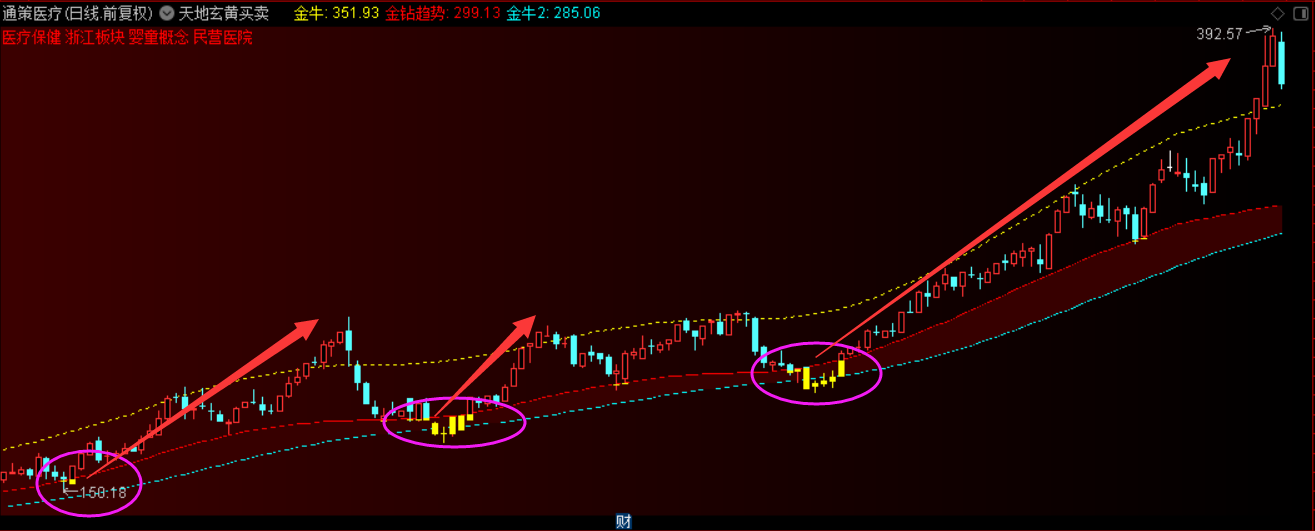 通策医疗(日线.前复权) 天地玄黄买卖 金牛: 351.93 金钻趋势: 299.13 金牛2: 285.06
医疗保健 浙江板块 婴童概念 民营医院
392.57
150.18
财